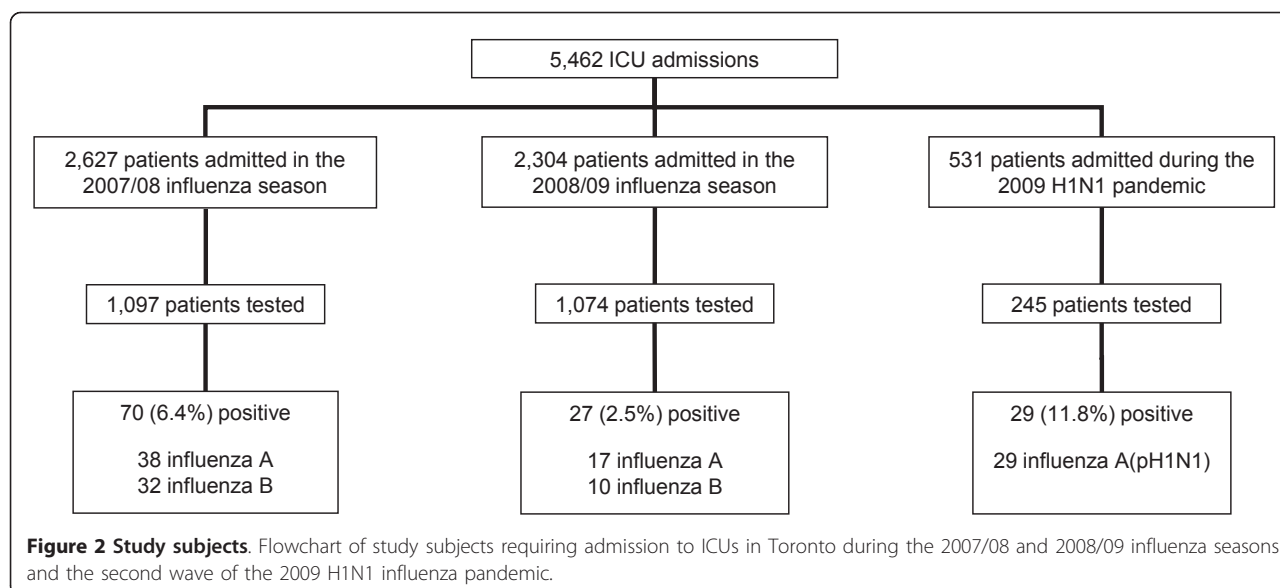 5,462 ICU admissions
2,627 patients admitted in the
2007/08 influenza season
2,304 patients admitted in the
2008/09 influenza season
531 patients admitted during the
2009 H1N1 pandemic
1,097 patients tested
1,074 patients tested
245 patients tested
70 (6.4%) positive
38 influenza A
32 influenza B
27 (2.5%) positive
17 influenza A
10 influenza B
29 (11.8%) positive
29 influenza A(pH1N1)
Figure 2 Study subjects. Flowchart of study subjects requiring admission to ICUs in Toronto during the 2007/08 and 2008/09 influenza seasons
and the second wave of the 2009 H1N1 influenza pandemic.